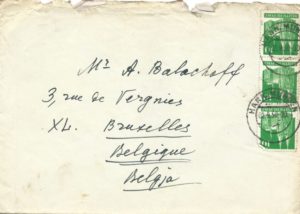 Mr A. Balachoff
3, rue de Vergnies
XL. Bruxelles
Belgique
Belgja